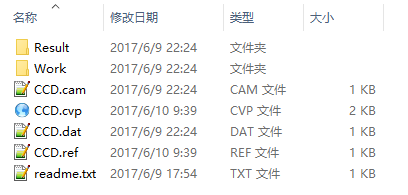 名称 修改日期 类型 大小
Result 2017/6/9 22:24 文件夹
Work 2017/6/9 22:24 文件夹
CCD.cam 2017/6/9 22:24 CAM 文件 1 KB
CCD.cvp 2017/6/10 9:39 CVP 文件 2 KB
CCD.dat 2017/6/9 22:24 DAT 文件 1 KB
CCD.ref 2017/6/10 9:39 REF 文件 1 KB
readme.txt 2017/6/9 17:54 TXT 文件 1 KB